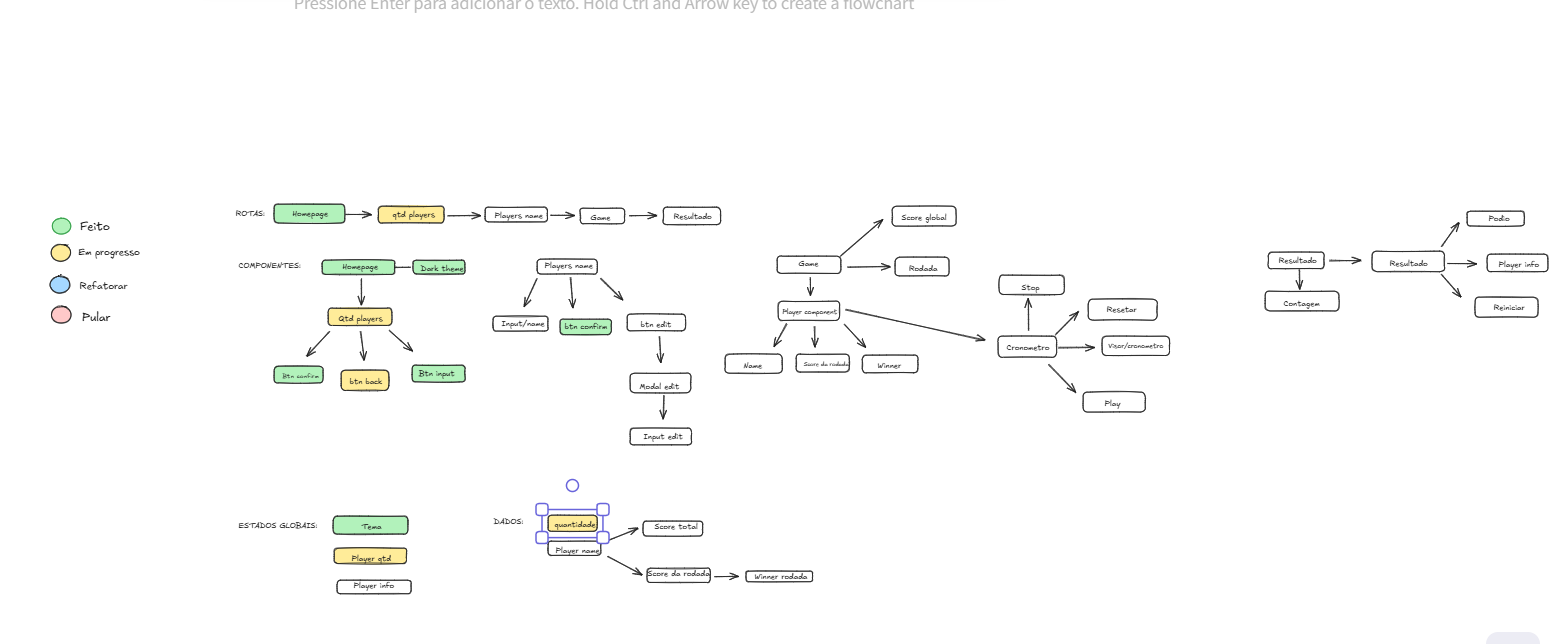 Pressione Enter para adicionar o texto. Hold Ctrl and Arrow key to create a flowchart
Feito
Em progresso
Refatorar
Pular
ROTAS:
Homepage
qtd players
Players name
Game
Resultado
COMPONENTES:
Homepage
Dark theme
Qtd players
Btn confirm
btn back
Btn input
Players name
Input/name
btn confirm
btn edit
Modal edit
Input edit
Game
Score global
Rodada
Player component
Name
Score da rodada
Winner
Stop
Cronometro
Resetar
Visor/cronometro
Play
Resultado
Contagem
Resultado
Podio
Player info
Reiniciar
ESTADOS GLOBAIS:
Tema
Player qtd
Player info
DADOS:
quantidade
Player name
Score total
Score da rodada
Winner rodada